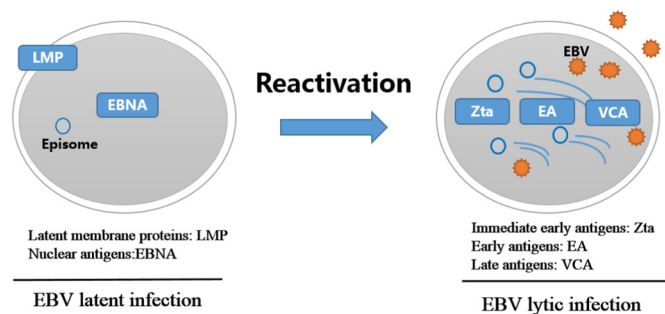 LMP
EBNA
Episome
Latent membrane proteins: LMP
Nuclear antigens:EBNA
EBV latent infection
Reactivation
EBV
Zta
EA
VCA
Immediate early antigens: Zta
Early antigens: EA
Late antigens: VCA
EBV lytic infection